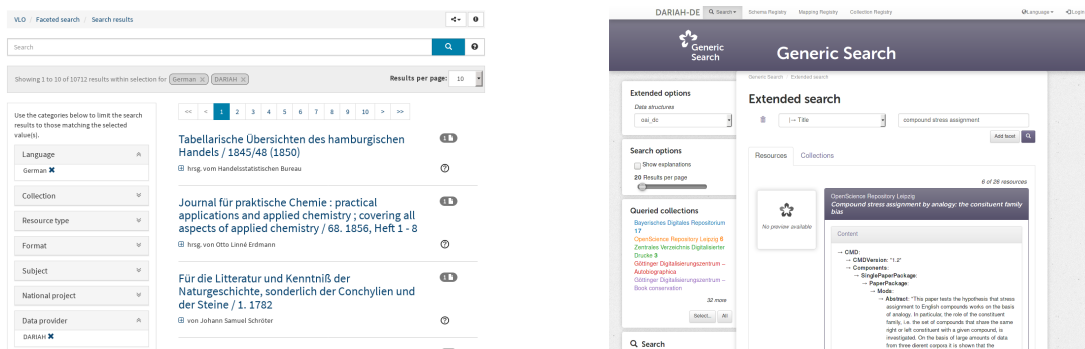 VLO / Faceted search / Search results
Search
Showing 1 to 10 of 10712 results within selection for German × DARIAH ×
Results per page: 10
Use the categories below to limit the search
results to those matching the selected
value(s).
Language
German ✖
Collection
Resource type
Format
Subject
National project
Data provider
DARIAH ✖
<< < 1 2 3 4 5 6 7 8 9 10 > >>
Tabellarische Übersichten des hamburgischen
Handels / 1845/48 (1850)
1
hrsg. vom Handelsstatistischen Bureau
Journal für praktische Chemie : practical
applications and applied chemistry ; covering all
aspects of applied chemistry / 68. 1856, Heft 1 - 8
1
hrsg. von Otto Linné Erdmann
Für die Litteratur und Kenntniß der
Naturgeschichte, sonderlich der Conchylien und
der Steine / 1. 1782
1
von Johann Samuel Schröter
DARIAH-DE Search Schema Registry Mapping Registry Collection Registry Language Login
Generic
Search
Generic Search
Generic Search / Extended search
Extended options
Data structures
oai_dc
Search options
Show explanations
20 Results per page
Queried collections
Bayerisches Digitales Repositorium
17
OpenScience Repository Leipzig 6
Zentrales Verzeichnis Digitalisierter
Drucke 3
Göttinger Digitalisierungszentrum –
Autobiographica
Göttinger Digitalisierungszentrum –
Book conservation
32 more
Select... All
Search
Extended search
|→ Title
compound stress assignment
Add facet
Resources Collections
6 of 26 resources
No preview available
OpenScience Repository Leipzig
Compound stress assignment by analogy: the consituent family
bias
Content
→ CMD:
→ CMDVersion: "1.2"
→ Components:
→ SinglePaperPackage:
→ PaperPackage:
→ Mods:
→ Abstract: "This paper tests the hypothesis that stress
assignment to English compounds works on the basis
of analogy. In particular, the role of the constituent
family, i.e. the set of compounds that share the same
right or left constituent with a given compound, is
investigated. On the basis of large amounts of data
from three dierent corpora it is shown that the